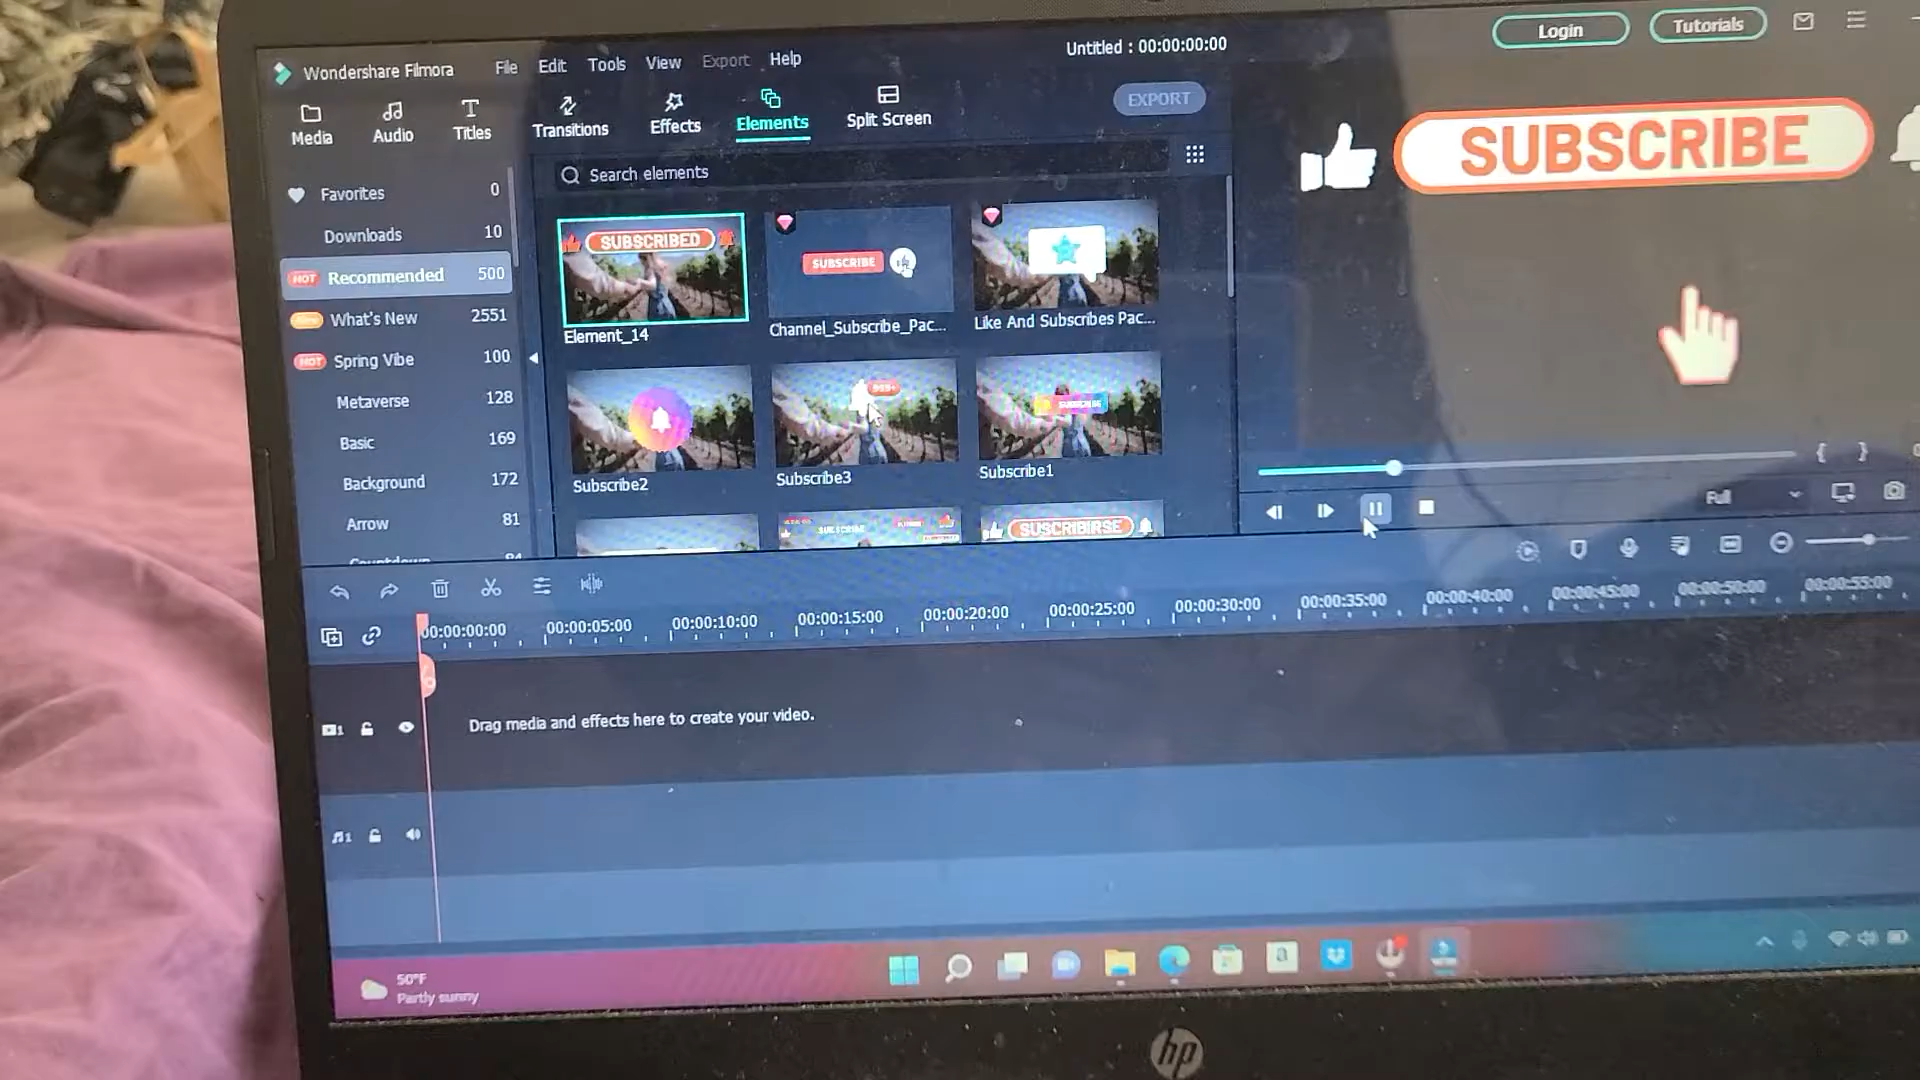 Wondershare Filmora File Edit Tools View Export Help
Untitled : 00:00:00:00
Login
Tutorials
Media
Audio
Titles
Transitions
Effects
Elements
Split Screen
EXPORT
Search elements
Favorites 0
Downloads 10
HOT Recommended 500
What's New 2551
HOT Spring Vibe 100
Metaverse 128
Basic 169
Background 172
Arrow 81
SUBSCRIBED
Element_14
SUBSCRIBE
Channel_Subscribe_Pac...
Like And Subscribes Pac...
Subscribe2
999+
Subscribe3
SUBSCRIBE
Subscribe1
SUBSCRIBE
SUSCRIBIRSE
SUBSCRIBE
{ }
Full
00:00:00:00 00:00:05:00 00:00:10:00 00:00:15:00 00:00:20:00 00:00:25:00 00:00:30:00 00:00:35:00 00:00:40:00 00:00:45:00 00:00:50:00 00:00:55:00
1
Drag media and effects here to create your video.
1
50°F
Partly sunny
a
hp